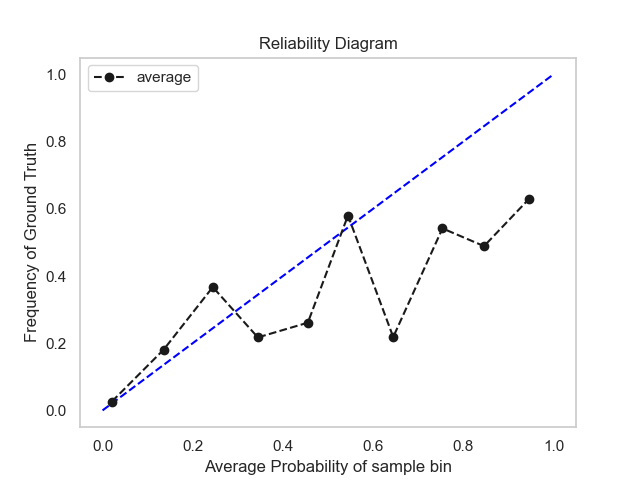 Reliability Diagram
average
Frequency of Ground Truth
1.0
0.8
0.6
0.4
0.2
0.0
0.0 0.2 0.4 0.6 0.8 1.0
Average Probability of sample bin